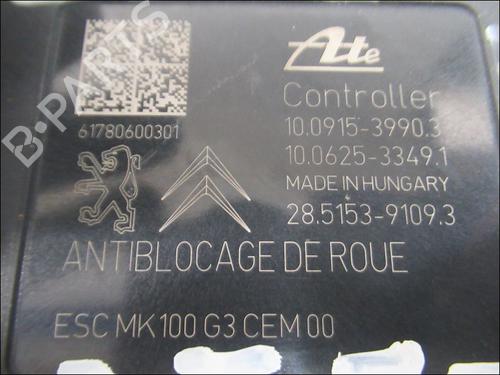 Ate
Controller
10.0915-3990.3
10.0625-3349.1
MADE IN HUNGARY
28.5153-9109.3
61780600301
ANTIBLOCAGE DE ROUE
ESC MK100 G3 CEM 00
B-PARTS